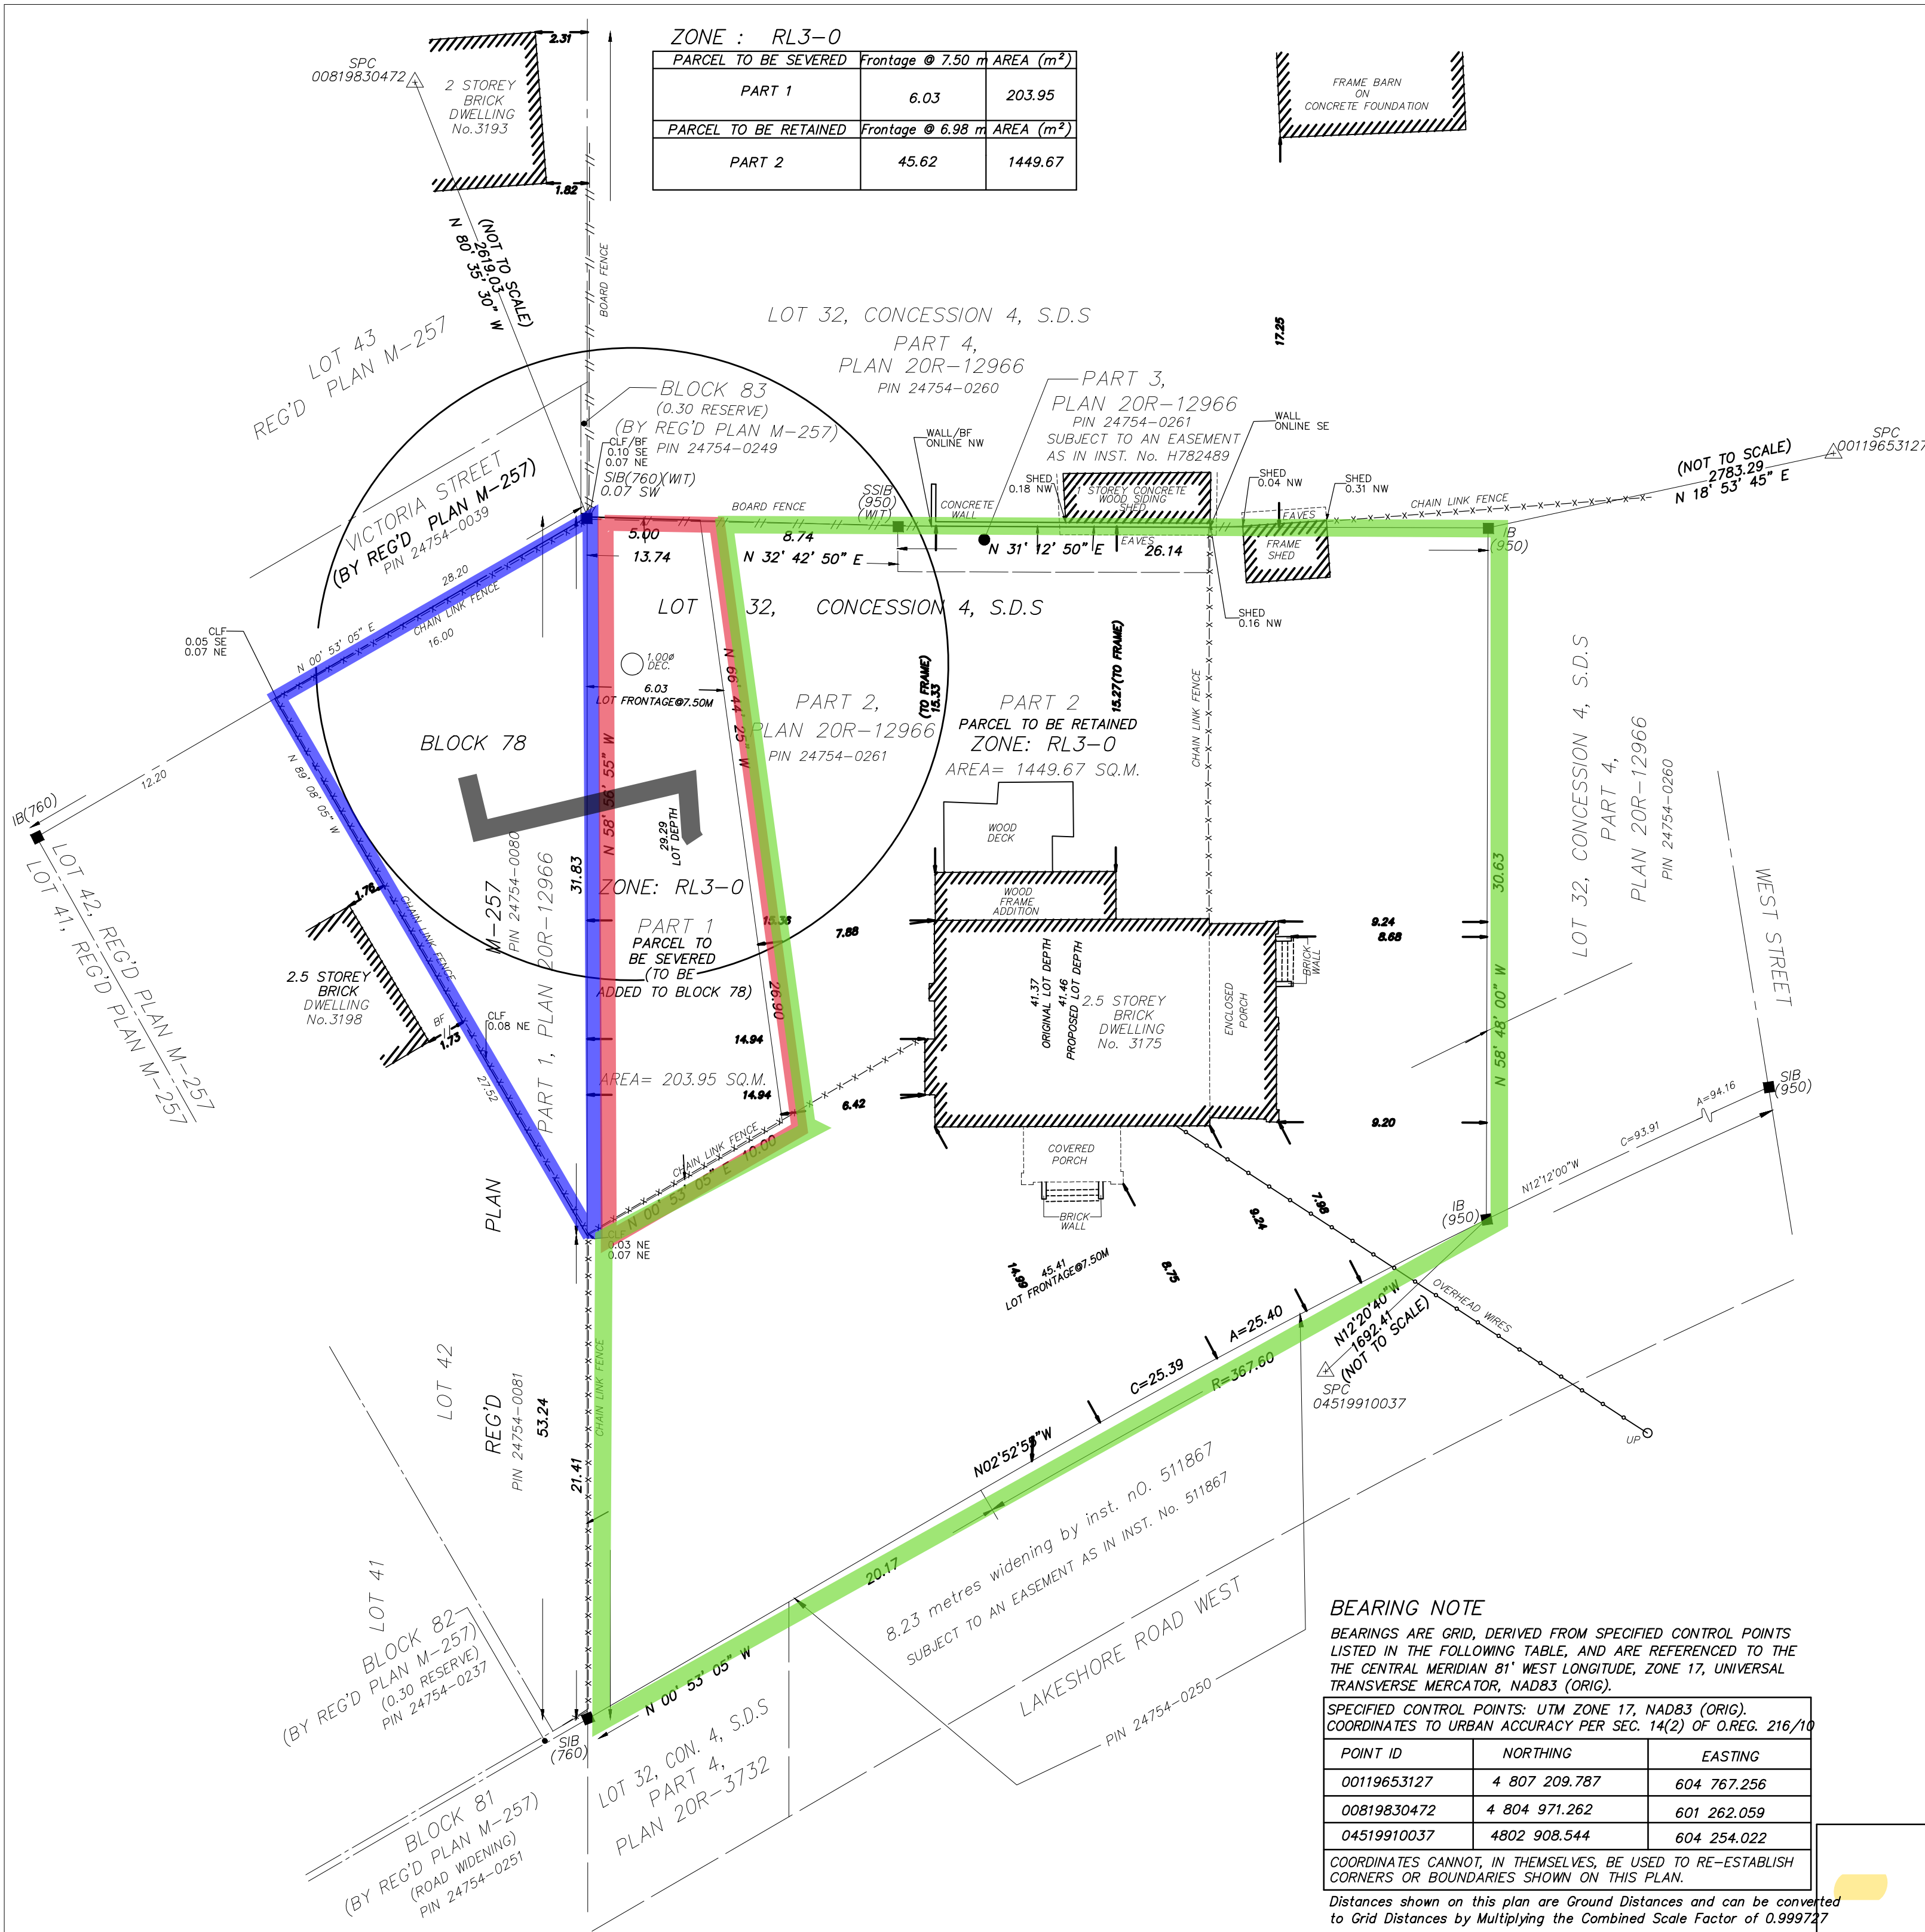 ZONE : RL3-0
PARCEL TO BE SEVERED Frontage @ 7.50 m AREA (m²)
PART 1 6.03 203.95
PARCEL TO BE RETAINED Frontage @ 6.98 m AREA (m²)
PART 2 45.62 1449.67
2.31
SPC
00819830472
2 STOREY
BRICK
DWELLING
No.3193
1.82
FRAME BARN
ON
CONCRETE FOUNDATION
(NOT TO SCALE)
2619.03
N 80' 35' 30" W
BOARD FENCE
17.25
LOT 43
REG'D PLAN M-257
LOT 32, CONCESSION 4, S.D.S
PART 4,
PLAN 20R-12966
PIN 24754-0260
BLOCK 83
(0.30 RESERVE)
(BY REG'D PLAN M-257)
PIN 24754-0249
PART 3,
PLAN 20R-12966
PIN 24754-0261
SUBJECT TO AN EASEMENT
AS IN INST. No. H782489
WALL
ONLINE SE
WALL/BF
ONLINE NW
SPC
00119653127
(NOT TO SCALE)
2783.29
N 18' 53' 45" E
CLF/BF
0.10 SE
0.07 NE
SIB(760)(WIT)
0.07 SW
SSIB
(950)
(WIT)
BOARD FENCE
CONCRETE
WALL
SHED
0.18 NW
1 STOREY CONCRETE
WOOD SIDING
SHED
SHED
0.04 NW
SHED
0.31 NW
CHAIN LINK FENCE
EAVES
IB
(950)
VICTORIA STREET
(BY REG'D PLAN M-257)
PIN 24754-0039
5.00
8.74
13.74
N 32' 42' 50" E
N 31' 12' 50" E
EAVES
26.14
FRAME
SHED
SHED
0.16 NW
28.20
CHAIN LINK FENCE
N 00' 53' 05" E
16.00
CLF
0.05 SE
0.07 NE
LOT 32, CONCESSION 4, S.D.S
1.00ø
DEC.
6.03
LOT FRONTAGE@7.50M
N 66' 44' 25" W
PART 2,
PLAN 20R-12966
PIN 24754-0261
(TO FRAME)
15.33
15.27(TO FRAME)
PART 2
PARCEL TO BE RETAINED
ZONE: RL3-0
AREA= 1449.67 SQ.M.
CHAIN LINK FENCE
LOT 32, CONCESSION 4, S.D.S
PART 4,
PLAN 20R-12966
PIN 24754-0260
WEST STREET
BLOCK 78
12.20
IB(760)
N 89' 08' 05" W
N 58' 56' 55" W
29.29
LOT DEPTH
WOOD
DECK
WOOD
FRAME
ADDITION
30.63
LOT 42, REG'D PLAN M-257
LOT 41, REG'D PLAN M-257
1.76
CHAIN LINK FENCE
31.83
ZONE: RL3-0
PART 1
PARCEL TO
BE SEVERED
(TO BE
ADDED TO BLOCK 78)
15.36
7.88
26.90
9.24
8.68
BRICK
WALL
2.5 STOREY
BRICK
DWELLING
No.3198
M-257
PIN 24754-0080
PART 1, PLAN 20R-12966
BF
1.73
CLF
0.08 NE
27.52
14.94
41.37
ORIGINAL LOT DEPTH
41.46
PROPOSED LOT DEPTH
2.5 STOREY
BRICK
DWELLING
No. 3175
ENCLOSED
PORCH
N 58' 48' 00" W
AREA= 203.95 SQ.M.
14.94
6.42
CHAIN LINK FENCE
N 00' 53' 05" E 10.00
9.20
COVERED
PORCH
BRICK
WALL
SIB
(950)
A=94.16
C=93.91
N12'12'00"W
IB
(950)
PLAN
CLF
0.03 NE
0.07 NE
7.98
9.24
8.75
14.99
45.41
LOT FRONTAGE@7.50M
OVERHEAD WIRES
UP
N12'20'40"W
1692.41
(NOT TO SCALE)
SPC
04519910037
A=25.40
C=25.39
R=367.60
N02'52'55"W
LOT 42
REG'D
PIN 24754-0081
53.24
21.41
CHAIN LINK FENCE
20.17
8.23 metres widening by inst. nO. 511867
SUBJECT TO AN EASEMENT AS IN INST. No. 511867
LAKESHORE ROAD WEST
PIN 24754-0250
N 00' 53' 05" W
LOT 41
BLOCK 82
(BY REG'D PLAN M-257)
(0.30 RESERVE)
PIN 24754-0237
SIB
(760)
LOT 32, CON. 4, S.D.S
PART 4,
PLAN 20R-3732
BLOCK 81
(BY REG'D PLAN M-257)
(ROAD WIDENING)
PIN 24754-0251
BEARING NOTE
BEARINGS ARE GRID, DERIVED FROM SPECIFIED CONTROL POINTS
LISTED IN THE FOLLOWING TABLE, AND ARE REFERENCED TO THE
THE CENTRAL MERIDIAN 81' WEST LONGITUDE, ZONE 17, UNIVERSAL
TRANSVERSE MERCATOR, NAD83 (ORIG).
SPECIFIED CONTROL POINTS: UTM ZONE 17, NAD83 (ORIG).
COORDINATES TO URBAN ACCURACY PER SEC. 14(2) OF O.REG. 216/10
POINT ID NORTHING EASTING
00119653127 4 807 209.787 604 767.256
00819830472 4 804 971.262 601 262.059
04519910037 4802 908.544 604 254.022
COORDINATES CANNOT, IN THEMSELVES, BE USED TO RE-ESTABLISH
CORNERS OR BOUNDARIES SHOWN ON THIS PLAN.
Distances shown on this plan are Ground Distances and can be converted
to Grid Distances by Multiplying the Combined Scale Factor of 0.999727